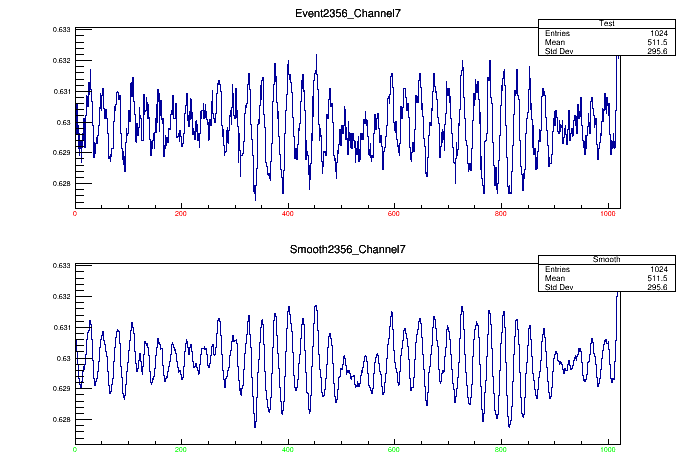 Event2356_Channel7
Test
Entries 1024
Mean 511.5
Std Dev 295.6
0.633
0.632
0.631
0.63
0.629
0.628
0 200 400 600 800 1000
Smooth2356_Channel7
Smooth
Entries 1024
Mean 511.5
Std Dev 295.6
0.633
0.632
0.631
0.63
0.629
0.628
0 200 400 600 800 1000